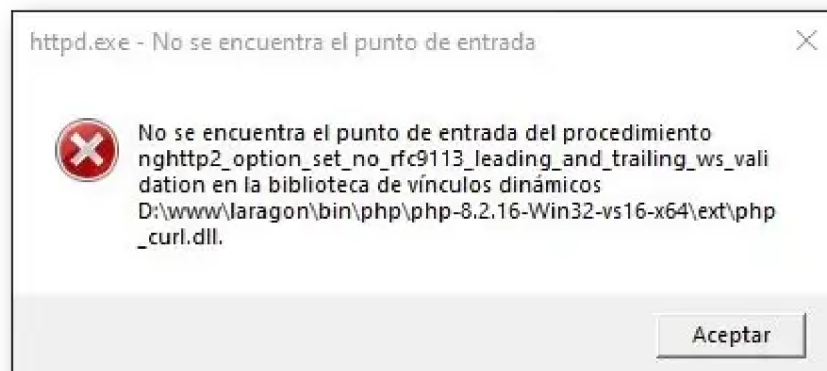 httpd.exe - No se encuentra el punto de entrada
No se encuentra el punto de entrada del procedimiento
nghttp2_option_set_no_rfc9113_leading_and_trailing_ws_vali
dation en la biblioteca de vínculos dinámicos
D:\www\laragon\bin\php\php-8.2.16-Win32-vs16-x64\ext\php
_curl.dll.
Aceptar